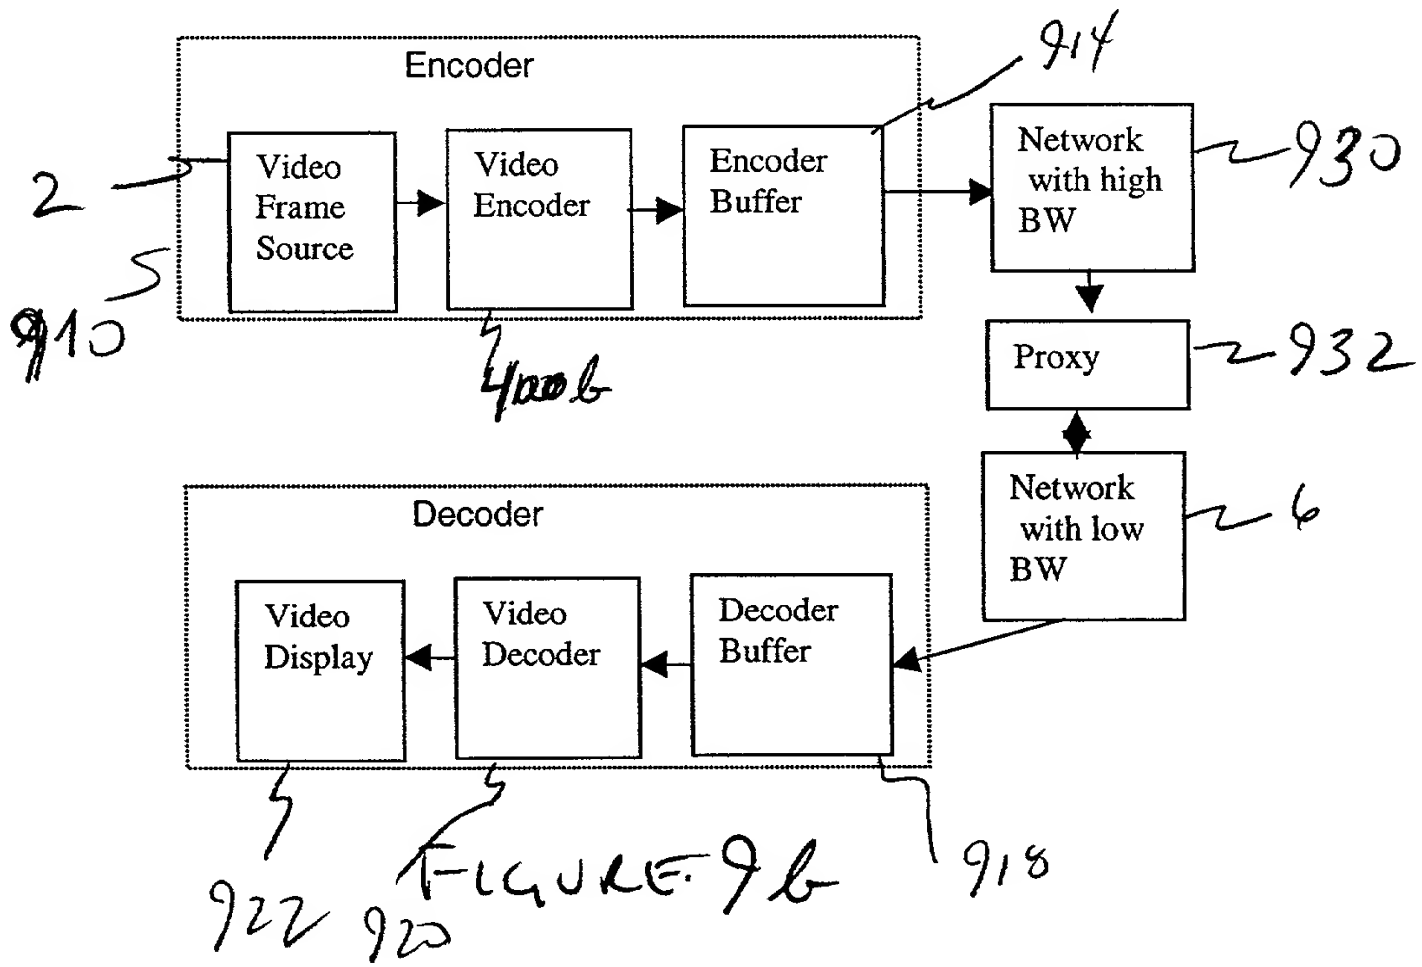 Encoder
914
Video
Frame
Source
Video
Encoder
Encoder
Buffer
Network
with high
BW
930
2
910
Proxy
932
Decoder
Network
with low
BW
6
Video
Display
Video
Decoder
Decoder
Buffer
FIGURE 9b
918
922
920